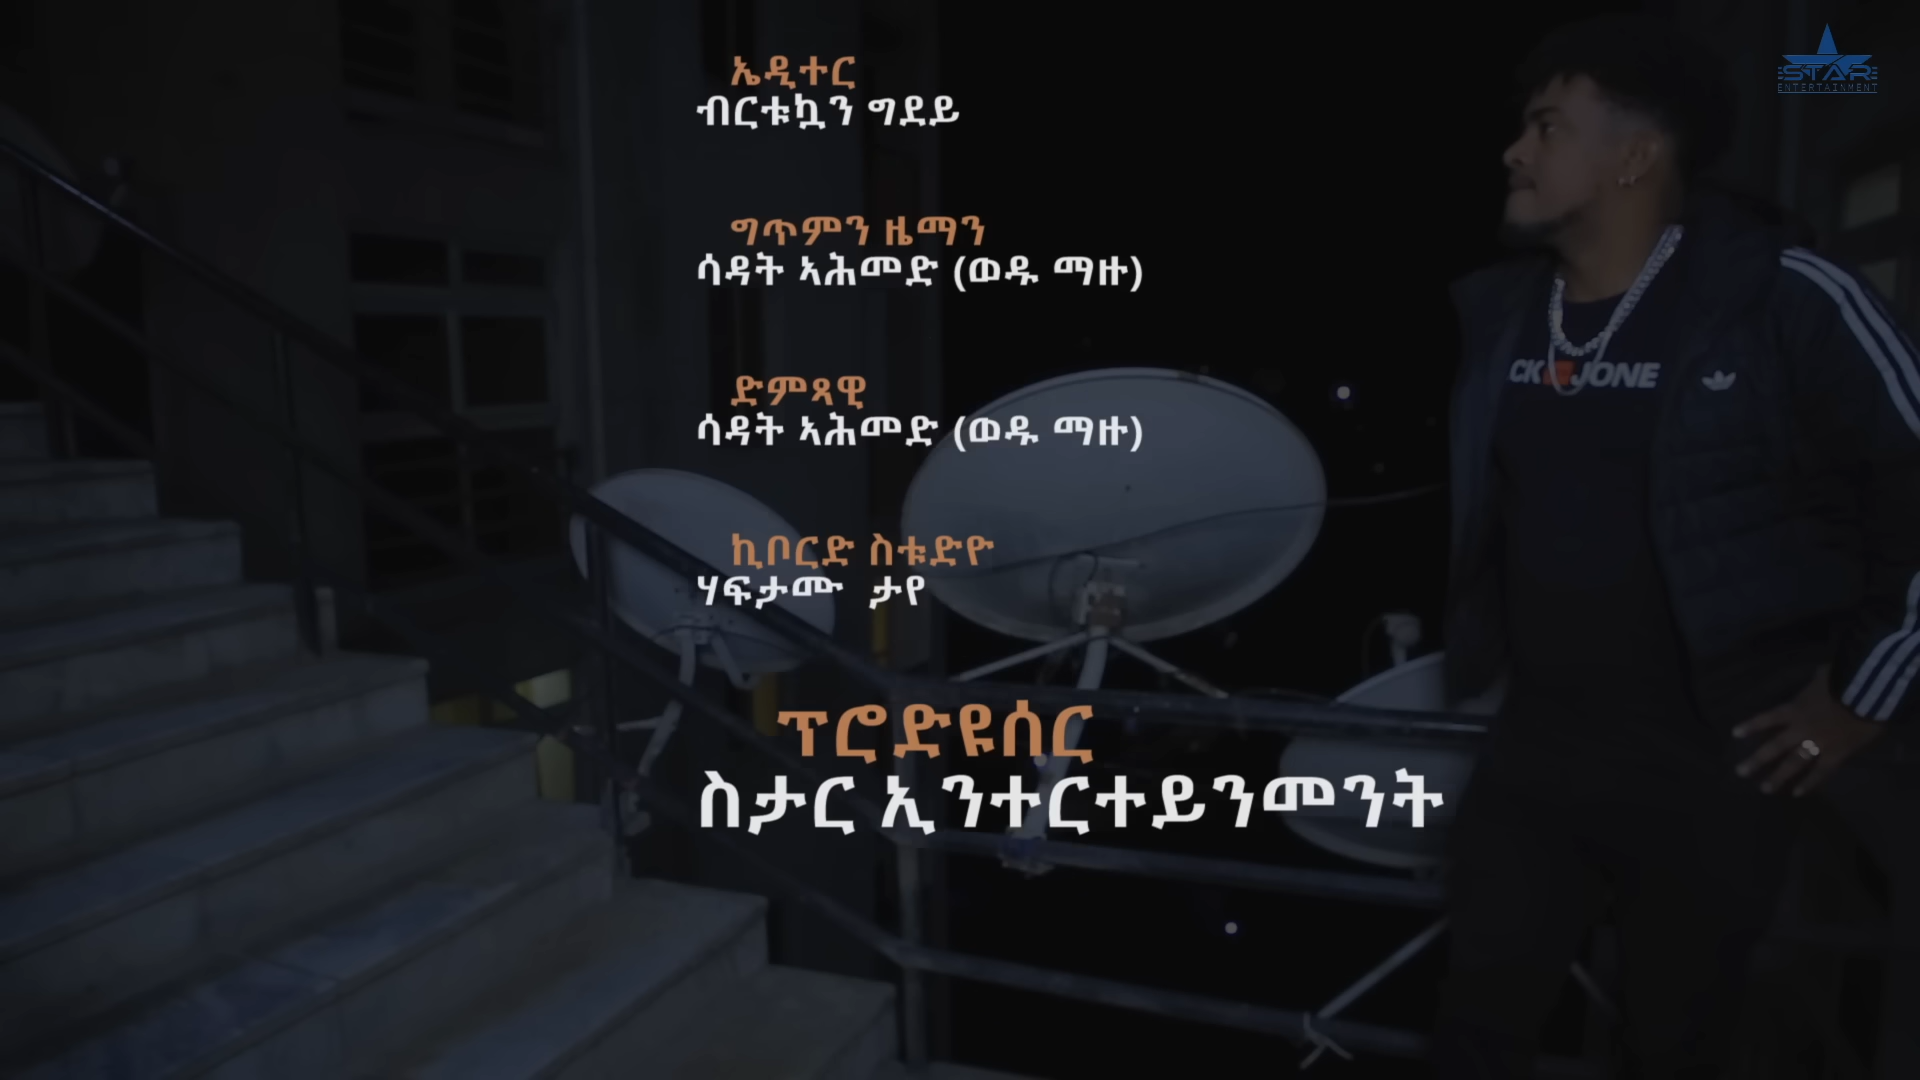 ኤዲተር
ብርቱኳን ግደይ
ግጥምን ዜማን
ሳዳት ኣሕመድ (ወዱ ማዙ)
ድምጻዊ
ሳዳት ኣሕመድ (ወዱ ማዙ)
ኪቦርድ ስቱድዮ
ሃፍታሙ ታየ
ፕሮድዩሰር
ስታር ኢንተርተይንመንት
STAR
ENTERTAINMENT
CK JONE